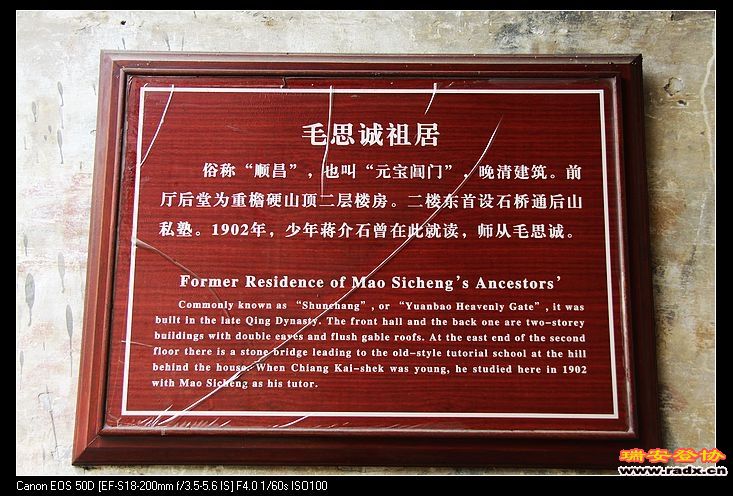 毛思诚祖居
俗称“顺昌”，也叫“元宝闾门”，晚清建筑。前
厅后堂为重檐硬山顶二层楼房。二楼东首设石桥通后山
私塾。1902年，少年蒋介石曾在此就读，师从毛思诚。
Former Residence of Mao Sicheng's Ancestors'
Commonly known as “Shunchang”, or “Yuanbao Heavenly Gate”, it was
built in the late Qing Dynasty. The front hall and the back one are two-storey
buildings with double eaves and flush gable roofs. At the east end of the second
floor there is a stone bridge leading to the old-style tutorial school at the hill
behind the house. When Chiang Kai-shek was young, he studied here in 1902
with Mao Sicheng as his tutor.
瑞安登协
www.radx.cn
Canon EOS 50D [EF-S18-200mm f/3.5-5.6 IS] F4.0 1/60s ISO100